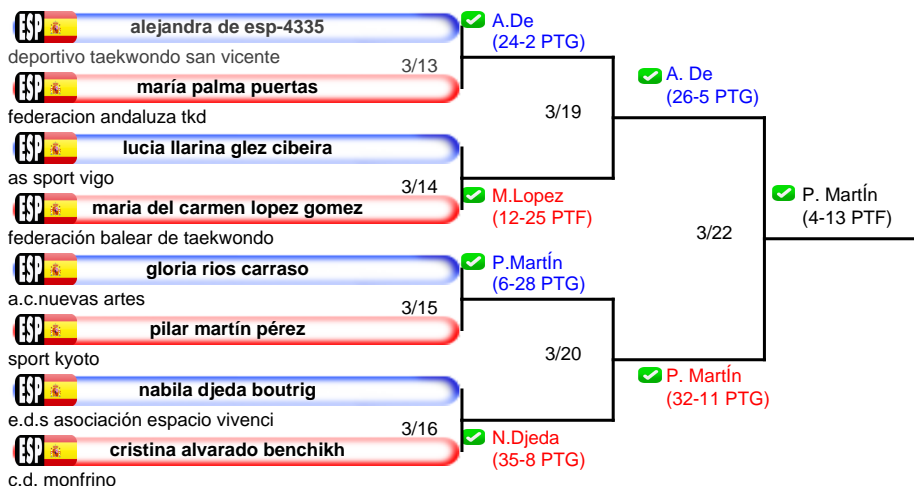 ESP alejandra de esp-4335
deportivo taekwondo san vicente
3/13
ESP maría palma puertas
federacion andaluza tkd
ESP lucia llarina glez cibeira
as sport vigo
3/14
ESP maria del carmen lopez gomez
federación balear de taekwondo
ESP gloria rios carraso
a.c.nuevas artes
3/15
ESP pilar martín pérez
sport kyoto
ESP nabila djeda boutrig
e.d.s asociación espacio vivenci
3/16
ESP cristina alvarado benchikh
c.d. monfrino
A.De
(24-2 PTG)
M.Lopez
(12-25 PTF)
P.MartÍn
(6-28 PTG)
N.Djeda
(35-8 PTG)
3/19
3/20
A. De
(26-5 PTG)
P. MartÍn
(32-11 PTG)
3/22
P. MartÍn
(4-13 PTF)